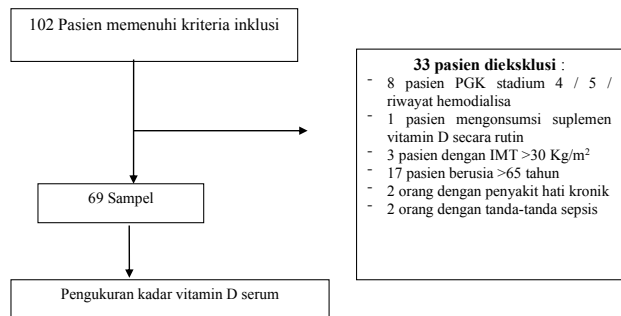 102 Pasien memenuhi kriteria inklusi
33 pasien dieksklusi :
- 8 pasien PGK stadium 4 / 5 /
riwayat hemodialisa
- 1 pasien mengonsumsi suplemen
vitamin D secara rutin
- 3 pasien dengan IMT >30 Kg/m²
- 17 pasien berusia >65 tahun
- 2 orang dengan penyakit hati kronik
- 2 orang dengan tanda-tanda sepsis
69 Sampel
Pengukuran kadar vitamin D serum